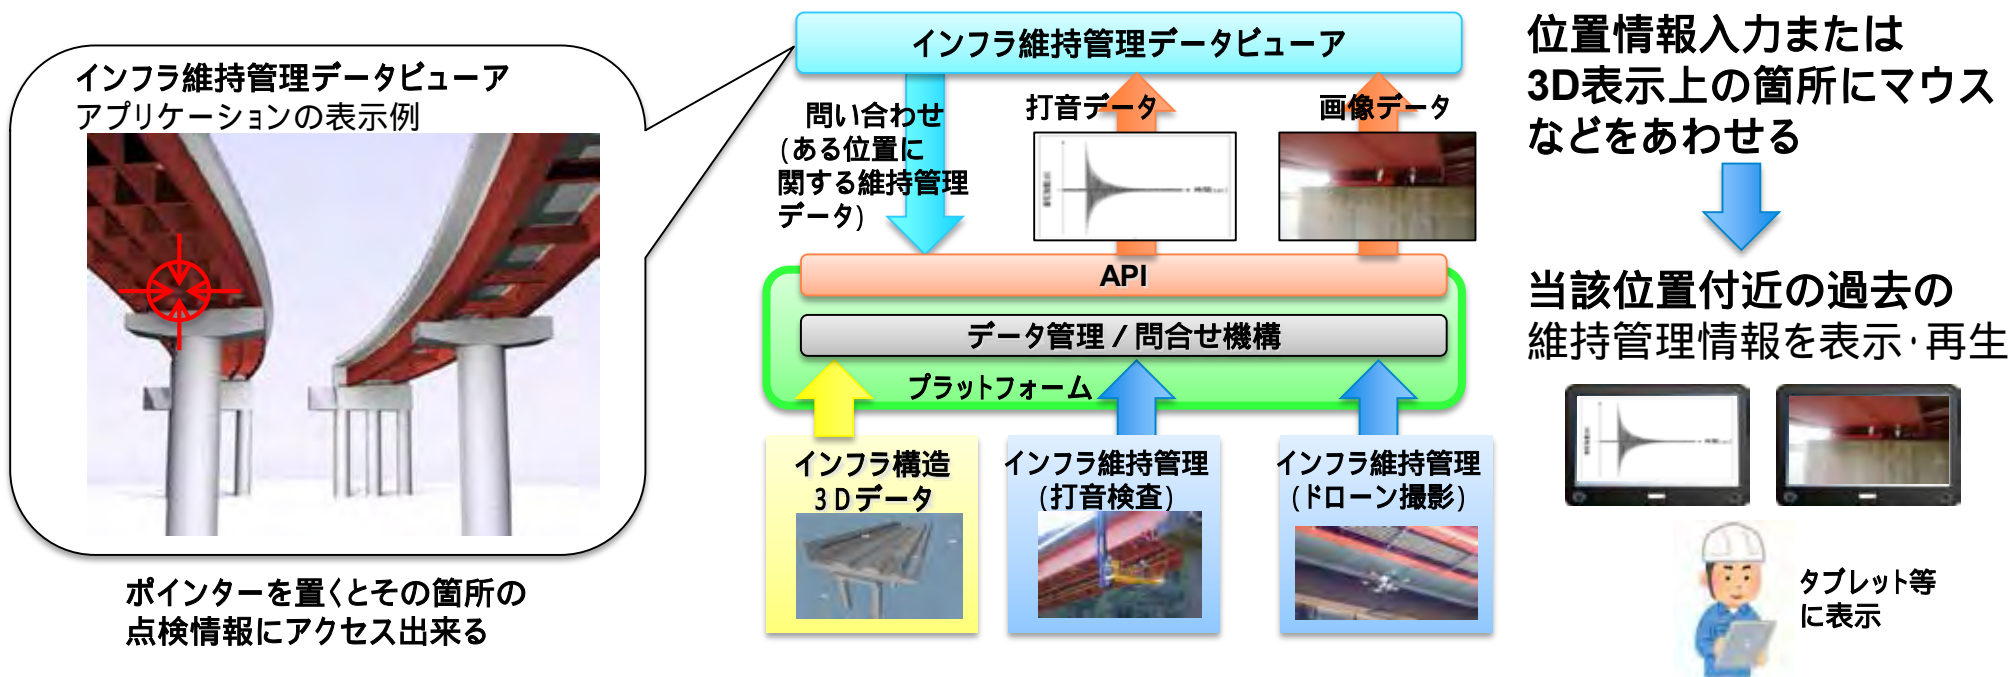 インフラ維持管理データビューア
アプリケーションの表示例
ポインターを置くとその箇所の
点検情報にアクセス出来る
インフラ維持管理データビューア
問い合わせ
(ある位置に
関する維持管理
データ)
打音データ
画像データ
API
データ管理 / 問合せ機構
プラットフォーム
インフラ構造
3Dデータ
インフラ維持管理
(打音検査)
インフラ維持管理
(ドローン撮影)
位置情報入力または
3D表示上の箇所にマウス
などをあわせる
当該位置付近の過去の
維持管理情報を表示・再生
タブレット等
に表示